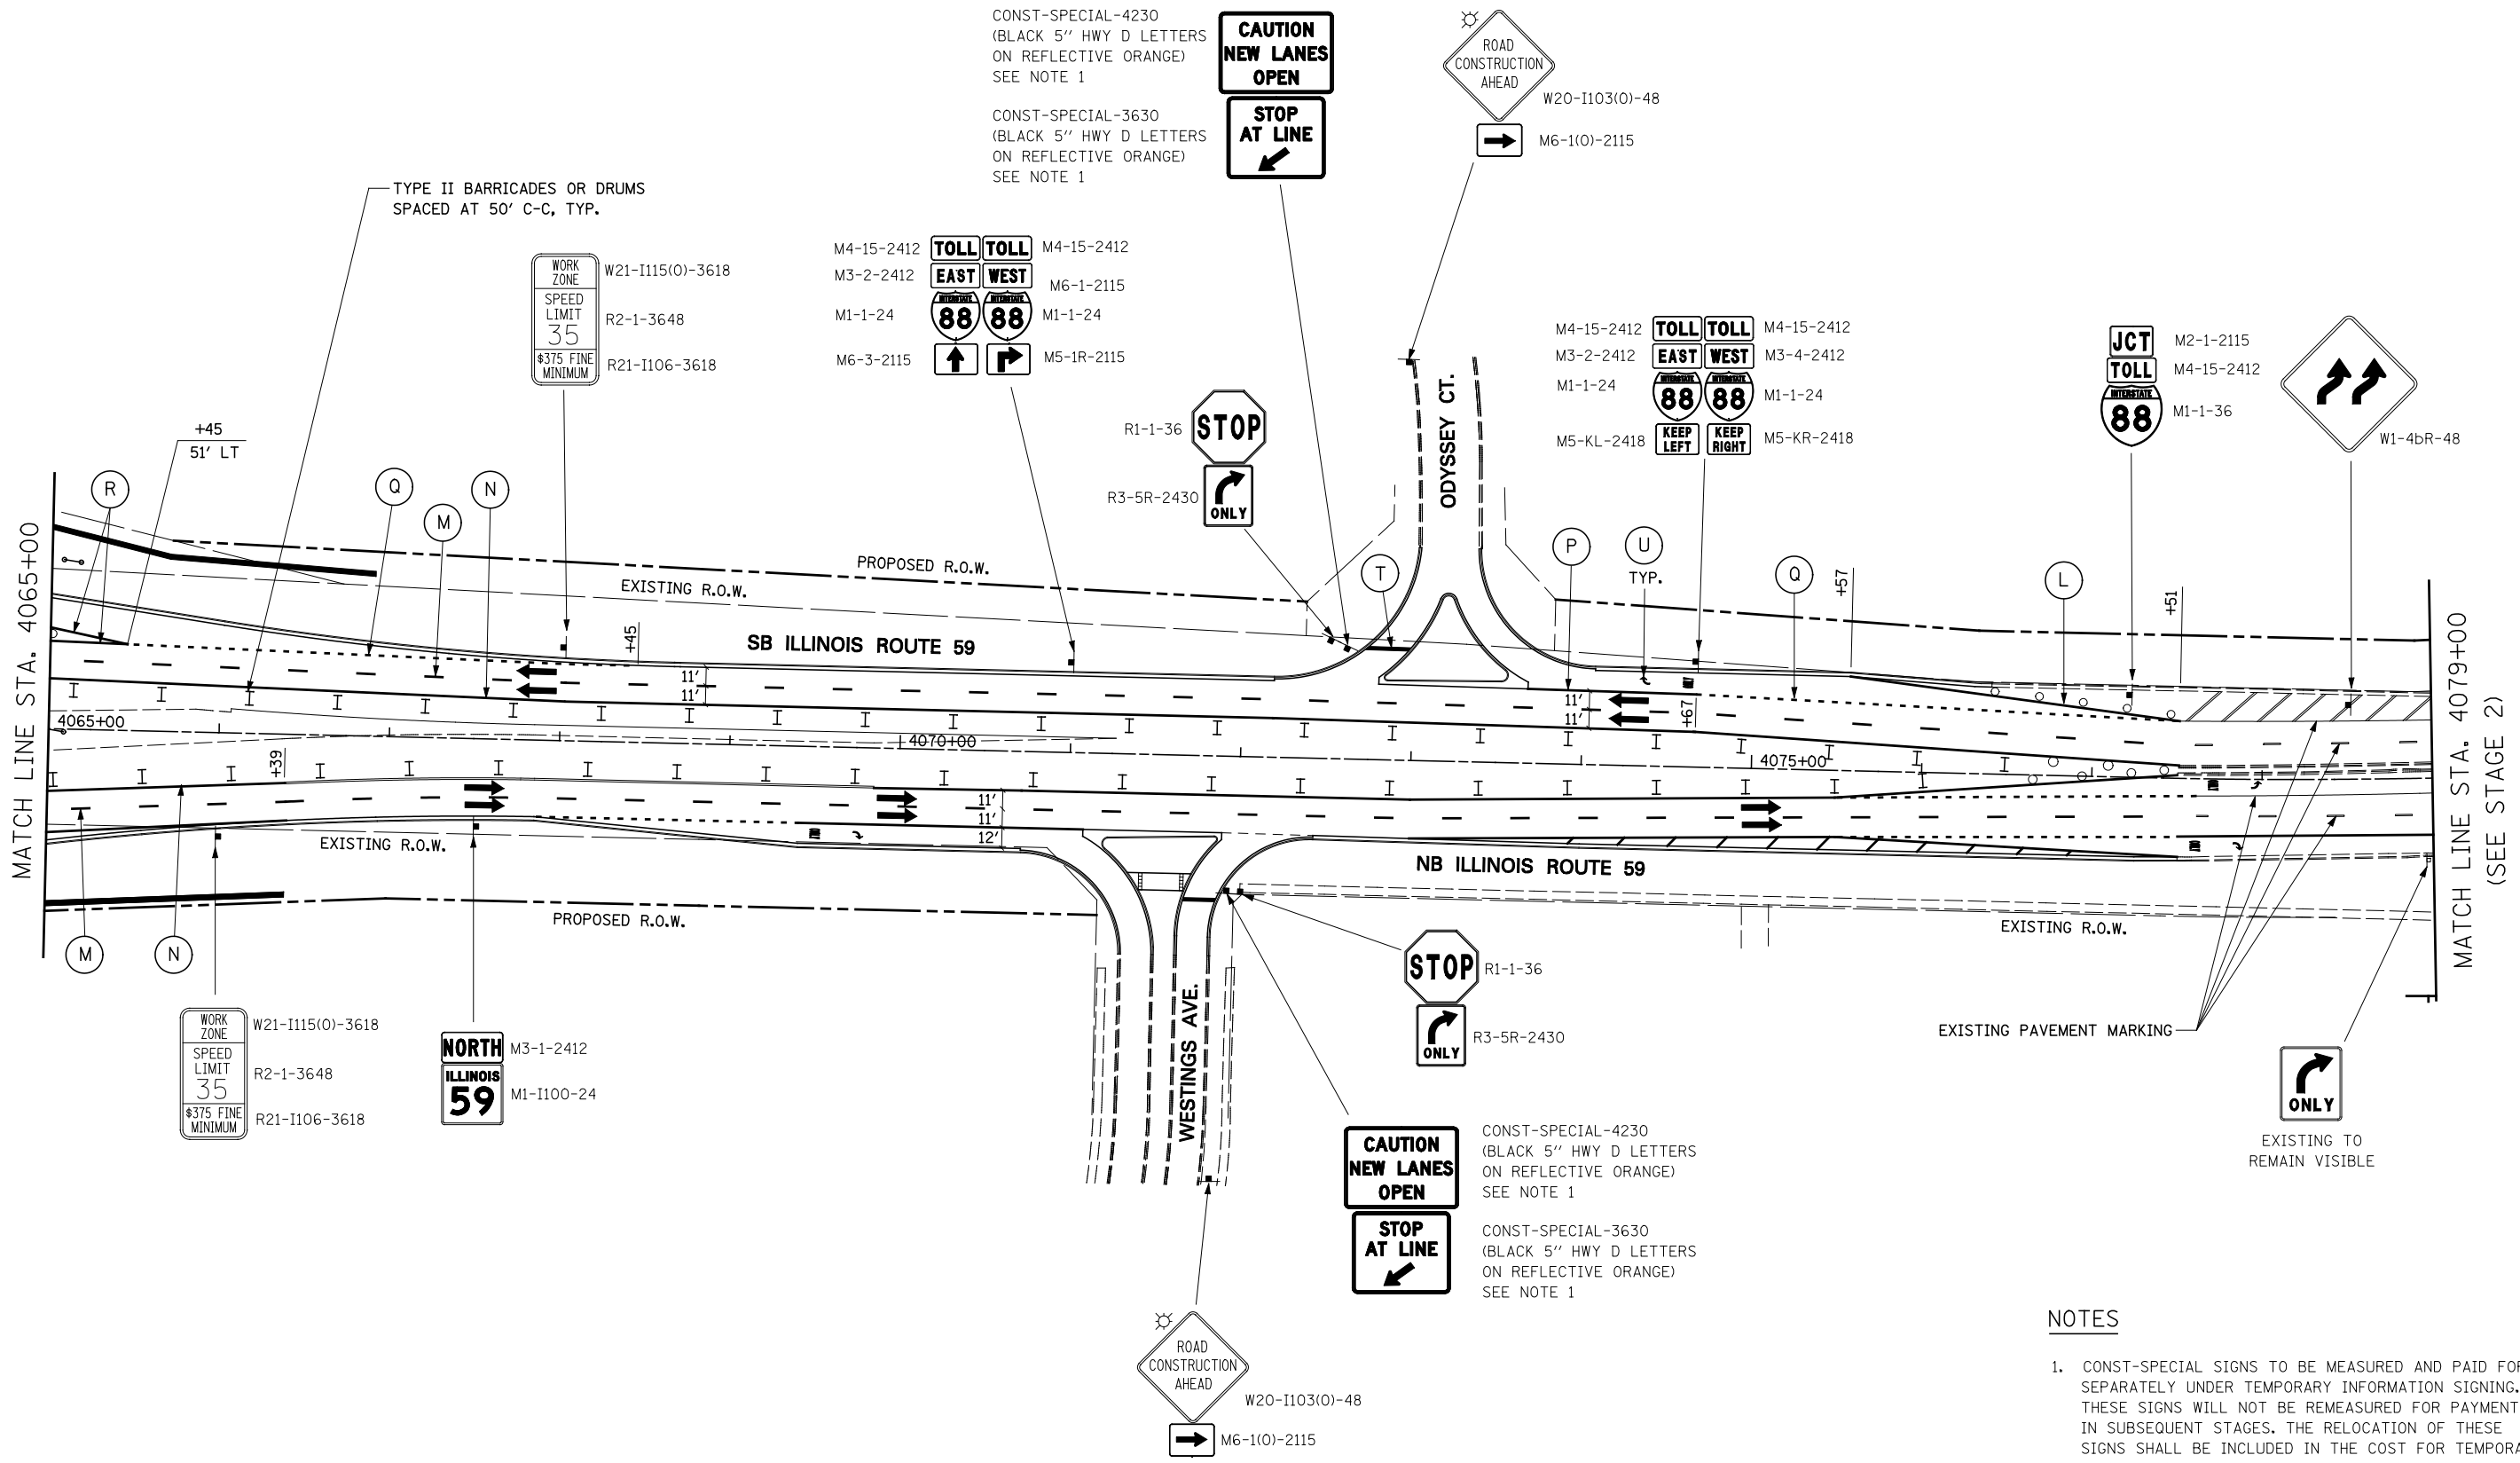 CONST-SPECIAL-4230
(BLACK 5" HWY D LETTERS
ON REFLECTIVE ORANGE)
SEE NOTE 1
CAUTION
NEW LANES
OPEN
CONST-SPECIAL-3630
(BLACK 5" HWY D LETTERS
ON REFLECTIVE ORANGE)
SEE NOTE 1
STOP
AT LINE
ROAD
CONSTRUCTION
AHEAD
W20-I103(O)-48
M6-1(O)-2115
TYPE II BARRICADES OR DRUMS
SPACED AT 50' C-C, TYP.
WORK
ZONE
SPEED
LIMIT
35
$375 FINE
MINIMUM
W21-I115(O)-3618
R2-1-3648
R21-I106-3618
M4-15-2412 TOLL TOLL M4-15-2412
M3-2-2412 EAST WEST M6-1-2115
M1-1-24 INTERSTATE 88 INTERSTATE 88 M1-1-24
M6-3-2115 M5-1R-2115
R1-1-36 STOP
R3-5R-2430 ONLY
ODYSSEY CT.
M4-15-2412 TOLL TOLL M4-15-2412
M3-2-2412 EAST WEST M3-4-2412
M1-1-24 INTERSTATE 88 INTERSTATE 88 M1-1-24
M5-KL-2418 KEEP LEFT KEEP RIGHT M5-KR-2418
JCT M2-1-2115
TOLL M4-15-2412
INTERSTATE 88 M1-1-36
W1-4bR-48
+45
51' LT
R
Q
M
N
T
P
U
TYP.
Q
+57
L
+51
MATCH LINE STA. 4065+00
PROPOSED R.O.W.
EXISTING R.O.W.
+45
SB ILLINOIS ROUTE 59
11'
11'
11'
11'
+67
4065+00
4070+00
4075+00
+39
11'
11'
12'
EXISTING R.O.W.
NB ILLINOIS ROUTE 59
PROPOSED R.O.W.
EXISTING R.O.W.
MATCH LINE STA. 4079+00
(SEE STAGE 2)
M
N
WORK
ZONE
SPEED
LIMIT
35
$375 FINE
MINIMUM
W21-I115(O)-3618
R2-1-3648
R21-I106-3618
NORTH M3-1-2412
ILLINOIS
59 M1-I100-24
WESTINGS AVE.
STOP R1-1-36
ONLY R3-5R-2430
EXISTING PAVEMENT MARKING
ONLY
EXISTING TO
REMAIN VISIBLE
CAUTION
NEW LANES
OPEN
CONST-SPECIAL-4230
(BLACK 5" HWY D LETTERS
ON REFLECTIVE ORANGE)
SEE NOTE 1
STOP
AT LINE
CONST-SPECIAL-3630
(BLACK 5" HWY D LETTERS
ON REFLECTIVE ORANGE)
SEE NOTE 1
ROAD
CONSTRUCTION
AHEAD
W20-I103(O)-48
M6-1(O)-2115
NOTES
1. CONST-SPECIAL SIGNS TO BE MEASURED AND PAID FOR
SEPARATELY UNDER TEMPORARY INFORMATION SIGNING.
THESE SIGNS WILL NOT BE REMEASURED FOR PAYMENT
IN SUBSEQUENT STAGES. THE RELOCATION OF THESE
SIGNS SHALL BE INCLUDED IN THE COST FOR